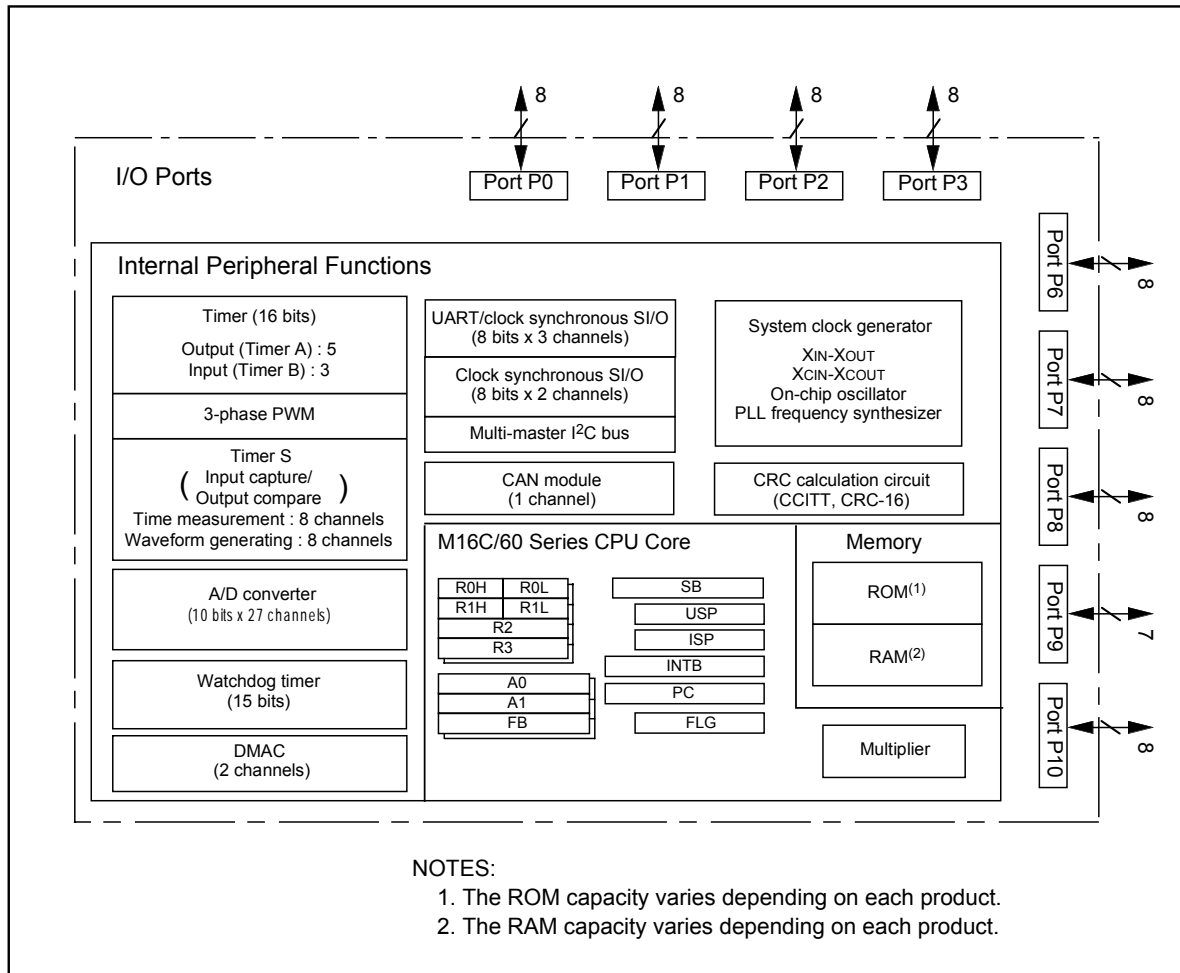 8
8
8
8
I/O Ports
Port P0
Port P1
Port P2
Port P3
Internal Peripheral Functions
Timer (16 bits)
Output (Timer A) : 5
Input (Timer B) : 3
3-phase PWM
Timer S
( Input capture/
Output compare )
Time measurement : 8 channels
Waveform generating : 8 channels
A/D converter
(10 bits x 27 channels)
Watchdog timer
(15 bits)
DMAC
(2 channels)
UART/clock synchronous SI/O
(8 bits x 3 channels)
Clock synchronous SI/O
(8 bits x 2 channels)
Multi-master I²C bus
CAN module
(1 channel)
System clock generator
XIN-XOUT
XCIN-XCOUT
On-chip oscillator
PLL frequency synthesizer
CRC calculation circuit
(CCITT, CRC-16)
M16C/60 Series CPU Core
R0H R0L
R1H R1L
R2
R3
A0
A1
FB
SB
USP
ISP
INTB
PC
FLG
Memory
ROM(1)
RAM(2)
Multiplier
Port P6
8
Port P7
8
Port P8
8
Port P9
7
Port P10
8
NOTES:
1. The ROM capacity varies depending on each product.
2. The RAM capacity varies depending on each product.